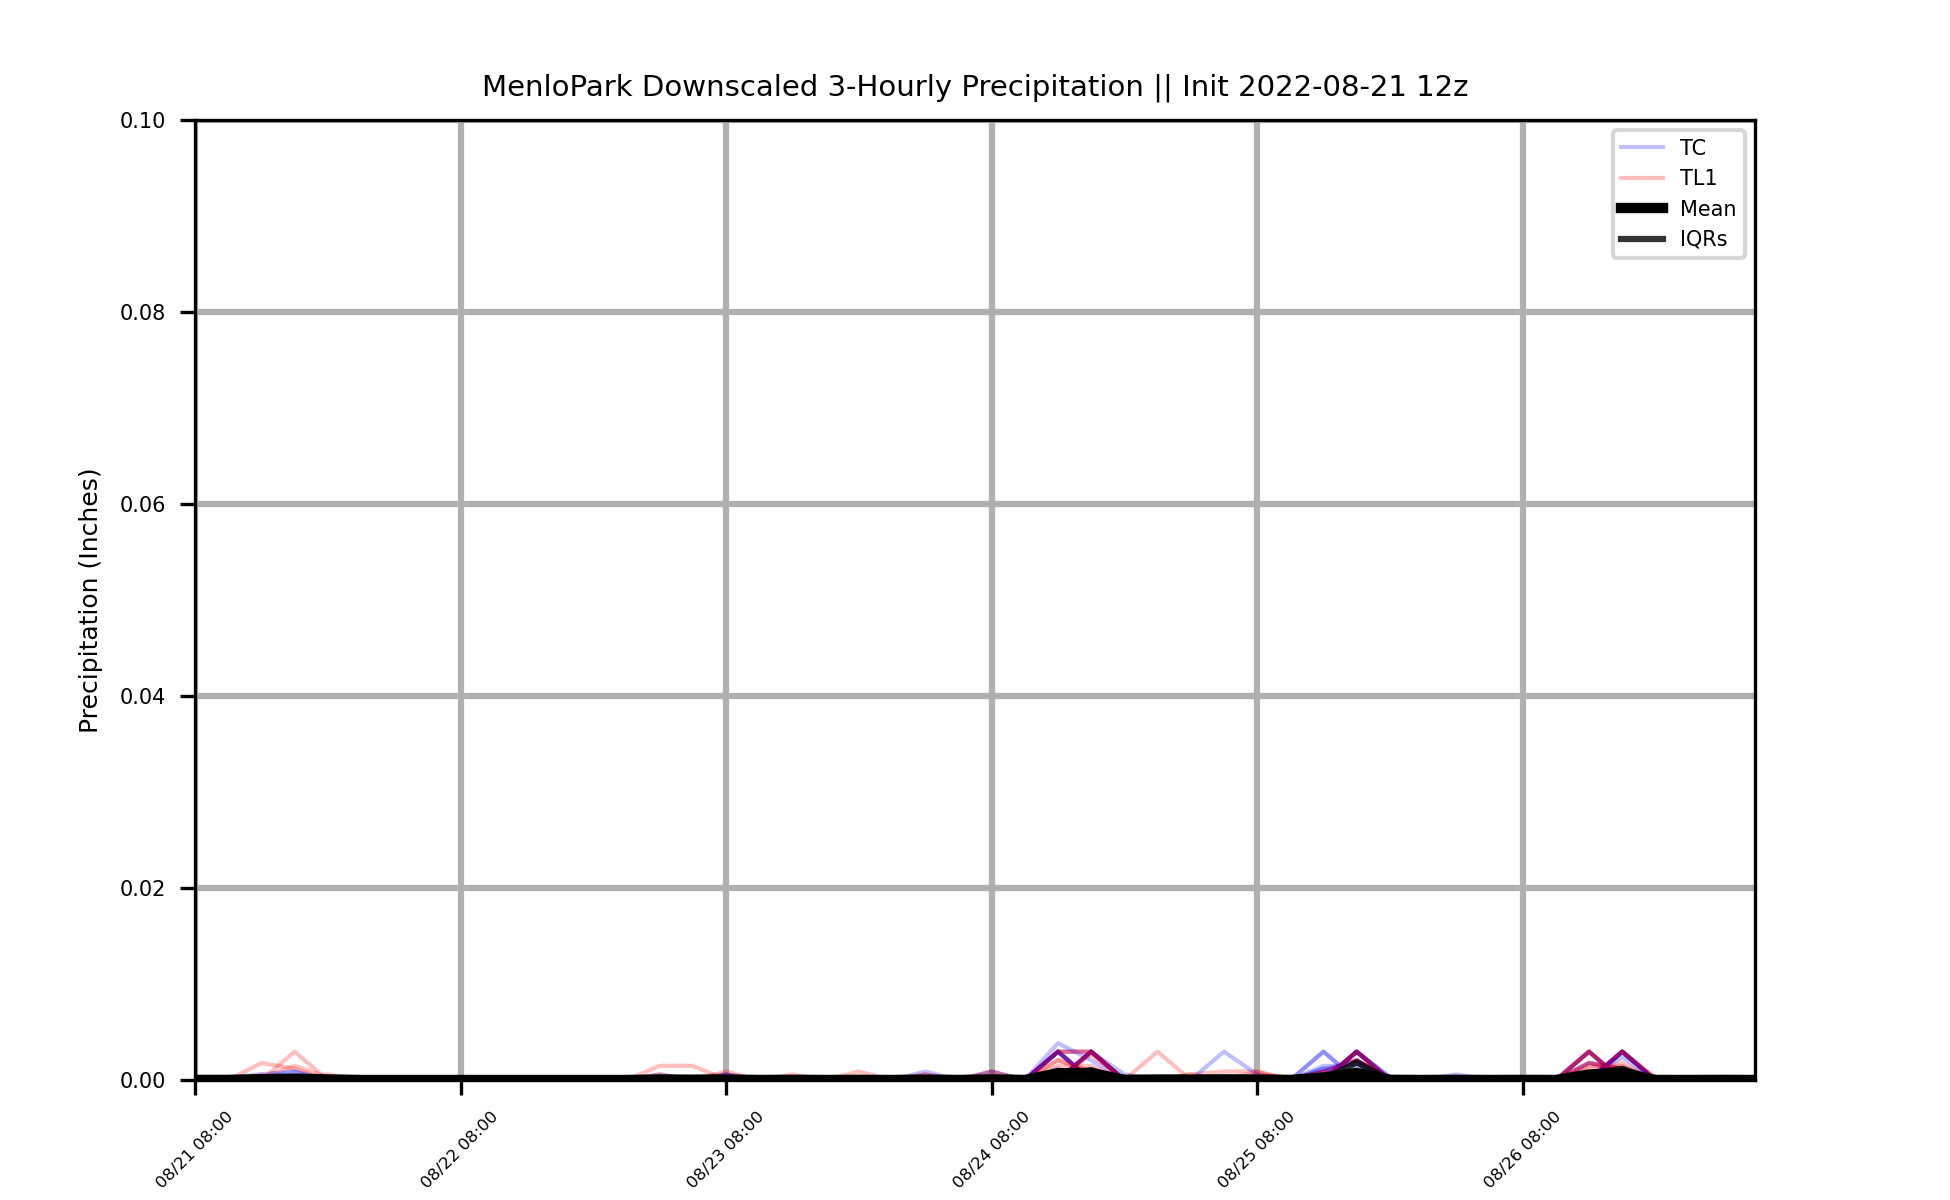 MenloPark Downscaled 3-Hourly Precipitation || Init 2022-08-21 12z
TC
TL1
Mean
IQRs
Precipitation (Inches)
0.10
0.08
0.06
0.04
0.02
0.00
08/21 08:00
08/22 08:00
08/23 08:00
08/24 08:00
08/25 08:00
08/26 08:00